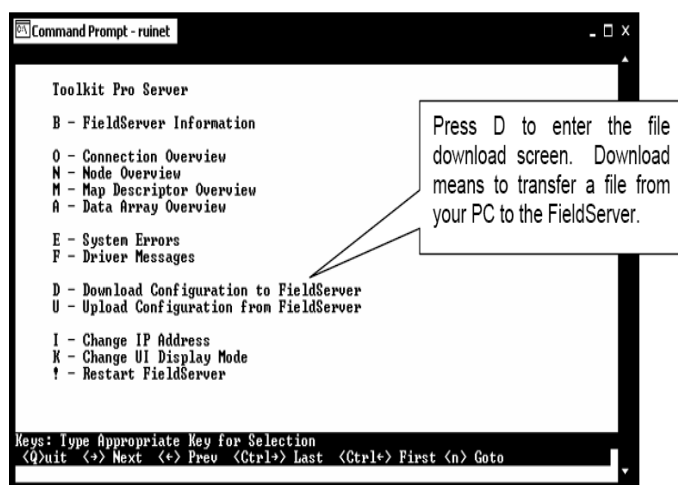 Command Prompt - ruinet
Toolkit Pro Server
B - FieldServer Information
O - Connection Overview
N - Node Overview
M - Map Descriptor Overview
A - Data Array Overview
E - System Errors
F - Driver Messages
D - Download Configuration to FieldServer
U - Upload Configuration from FieldServer
I - Change IP Address
K - Change UI Display Mode
! - Restart FieldServer
Keys: Type Appropriate Key for Selection
<Q>uit <→> Next <←> Prev <Ctrl→> Last <Ctrl←> First <n> Goto
Press D to enter the file
download screen. Download
means to transfer a file from
your PC to the FieldServer.